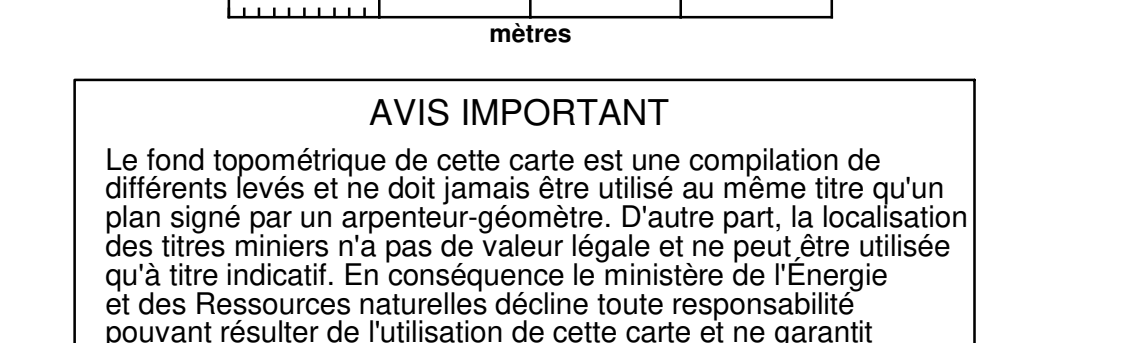 mètres
AVIS IMPORTANT
Le fond topométrique de cette carte est une compilation de
différents levés et ne doit jamais être utilisé au même titre qu'un
plan signé par un arpenteur-géomètre. D'autre part, la localisation
des titres miniers n'a pas de valeur légale et ne peut être utilisée
qu'à titre indicatif. En conséquence le ministère de l'Énergie
et des Ressources naturelles décline toute responsabilité
pouvant résulter de l'utilisation de cette carte et ne garantit